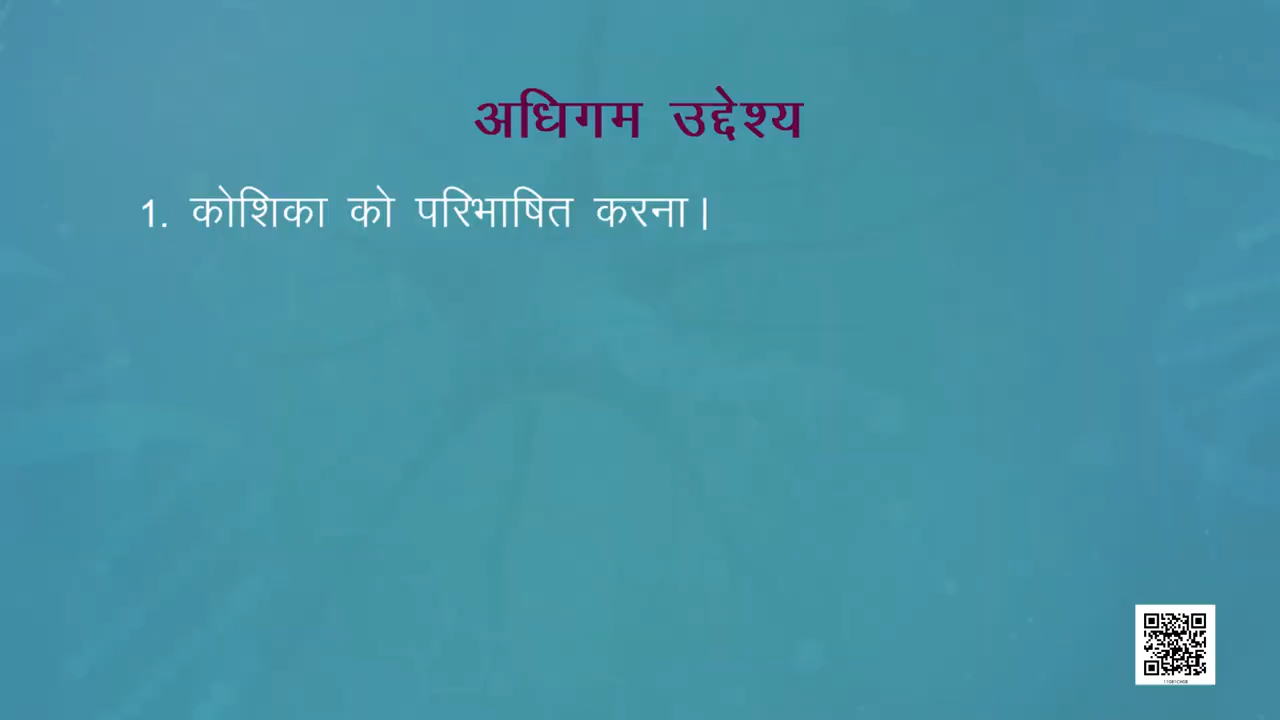 अधिगम उद्देश्य
1. कोशिका को परिभाषित करना।